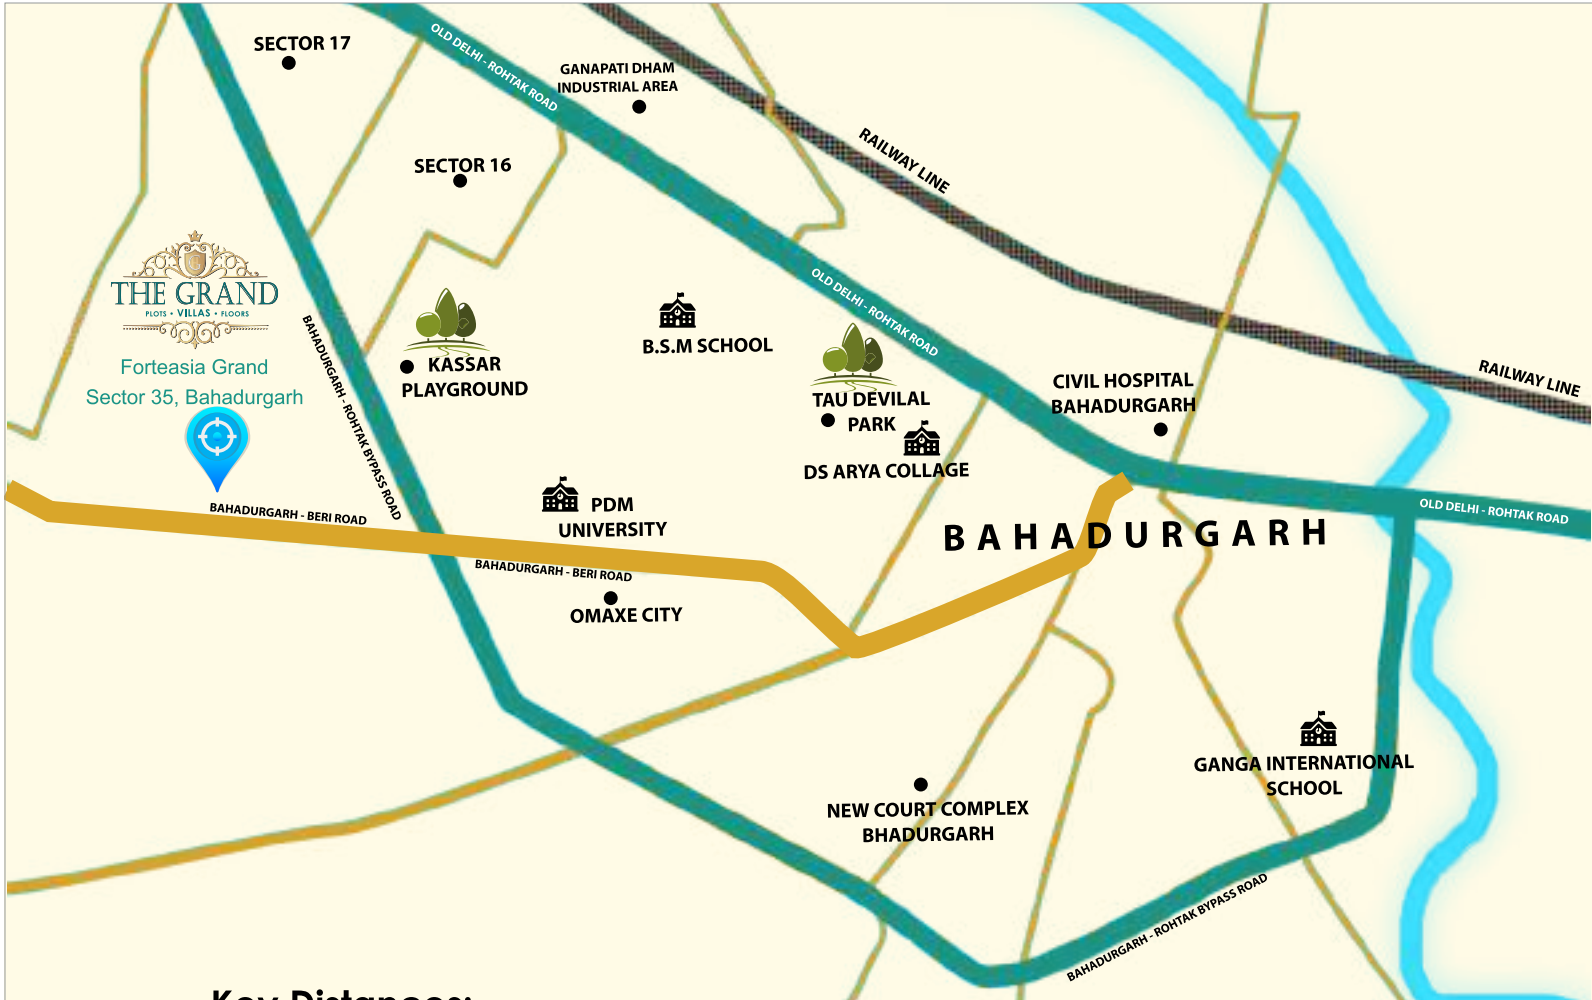 SECTOR 17
OLD DELHI - ROHTAK ROAD
GANAPATI DHAM
INDUSTRIAL AREA
RAILWAY LINE
SECTOR 16
THE GRAND
PLOTS • VILLAS • FLOORS
Forteasia Grand
Sector 35, Bahadurgarh
BAHADURGARH - ROHTAK BYPASS ROAD
KASSAR
PLAYGROUND
B.S.M SCHOOL
OLD DELHI - ROHTAK ROAD
TAU DEVILAL
PARK
DS ARYA COLLAGE
CIVIL HOSPITAL
BAHADURGARH
RAILWAY LINE
BAHADURGARH - BERI ROAD
PDM
UNIVERSITY
BAHADURGARH
OLD DELHI - ROHTAK ROAD
BAHADURGARH - BERI ROAD
OMAXE CITY
GANGA INTERNATIONAL
SCHOOL
NEW COURT COMPLEX
BHADURGARH
BAHADURGARH - ROHTAK BYPASS ROAD
Key Distances: